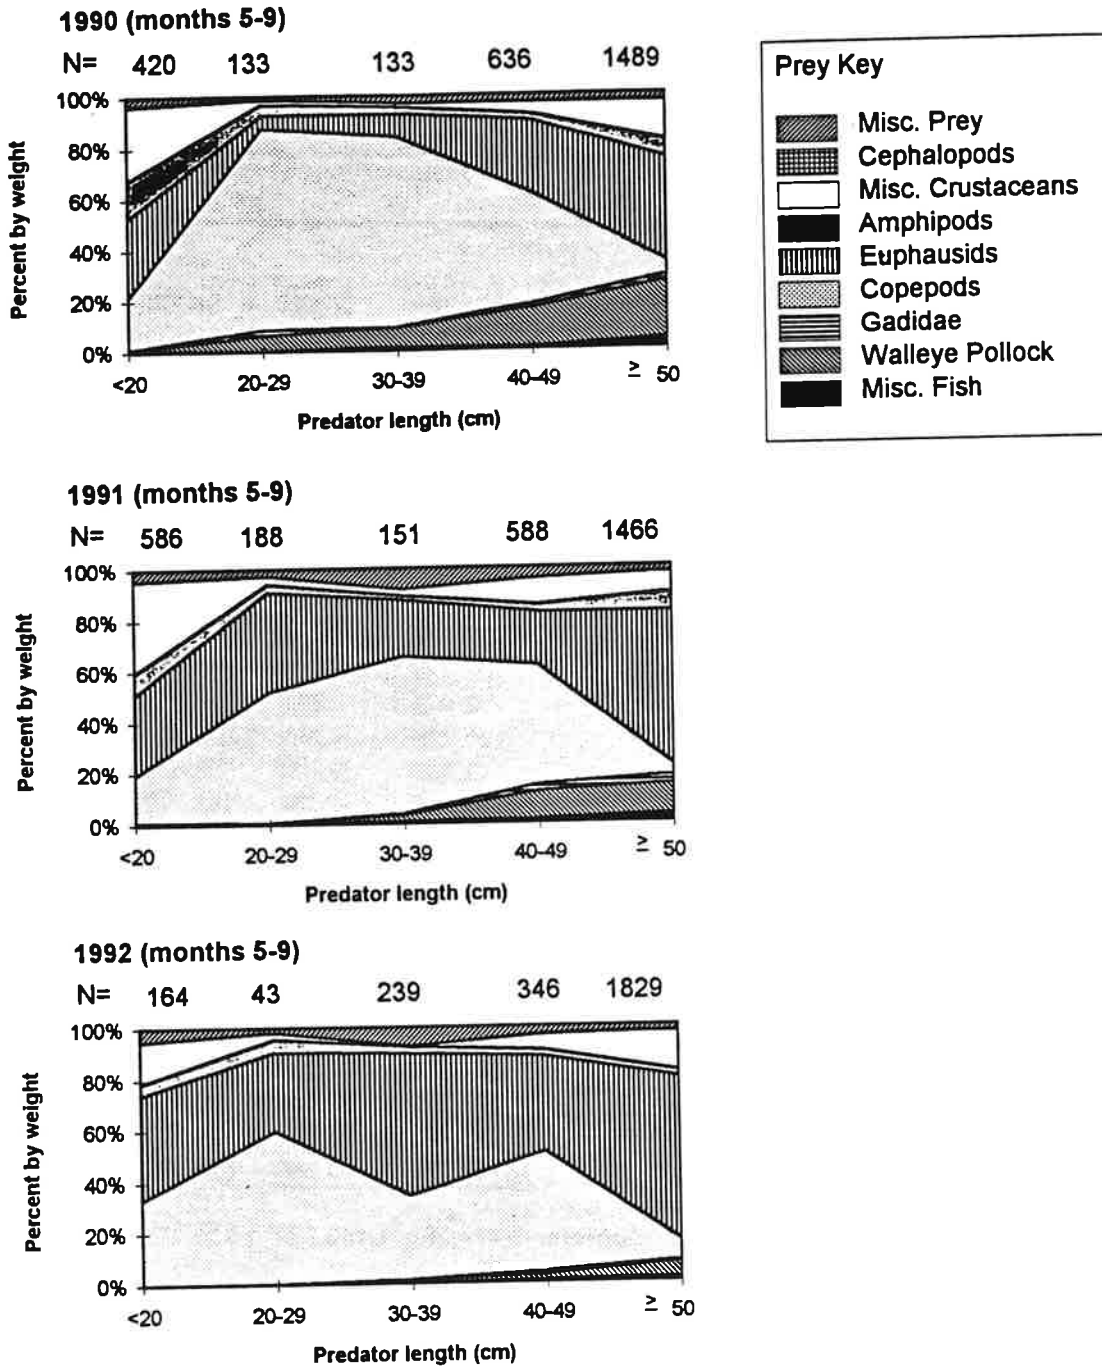 1990 (months 5-9)
N= 420 133 133 636 1489
100%
80%
60%
40%
20%
0%
Percent by weight
<20 20-29 30-39 40-49 ≥ 50
Predator length (cm)
Prey Key
Misc. Prey
Cephalopods
Misc. Crustaceans
Amphipods
Euphausids
Copepods
Gadidae
Walleye Pollock
Misc. Fish
1991 (months 5-9)
N= 586 188 151 588 1466
100%
80%
60%
40%
20%
0%
Percent by weight
<20 20-29 30-39 40-49 ≥ 50
Predator length (cm)
1992 (months 5-9)
N= 164 43 239 346 1829
100%
80%
60%
40%
20%
0%
Percent by weight
<20 20-29 30-39 40-49 ≥ 50
Predator length (cm)